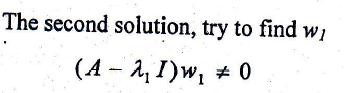 The second solution, try to find w₁
(A − λ₁ I)w₁ ≠ 0